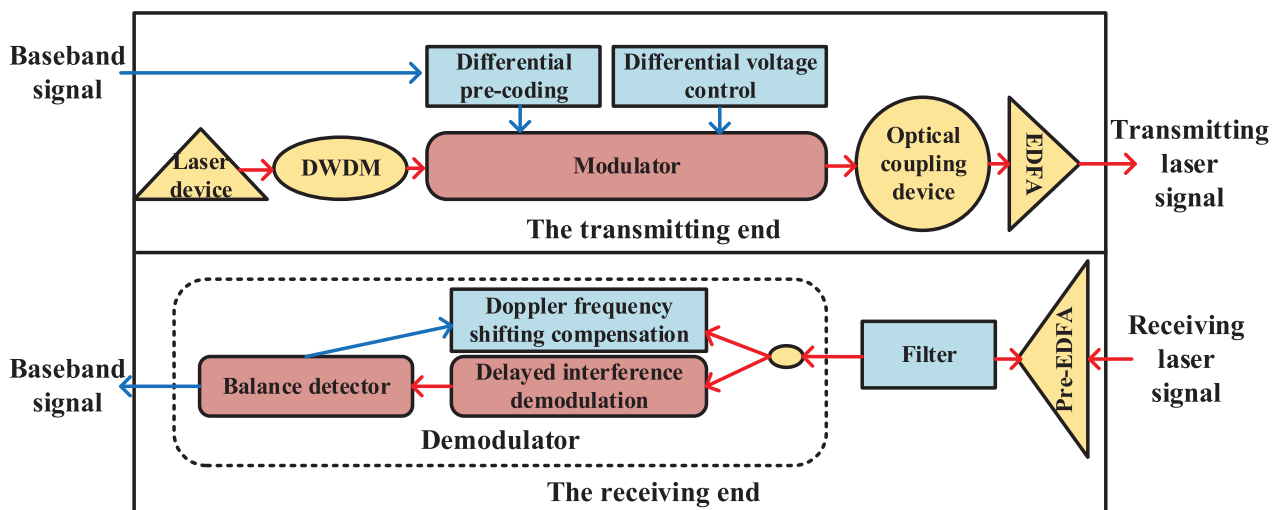 Baseband
signal
Differential
pre-coding
Differential voltage
control
Laser
device
DWDM
Modulator
Optical
coupling
device
EDFA
Transmitting
laser
signal
The transmitting end
Doppler frequency
shifting compensation
Baseband
signal
Balance detector
Delayed interference
demodulation
Filter
Pre-EDFA
Receiving
laser
signal
Demodulator
The receiving end